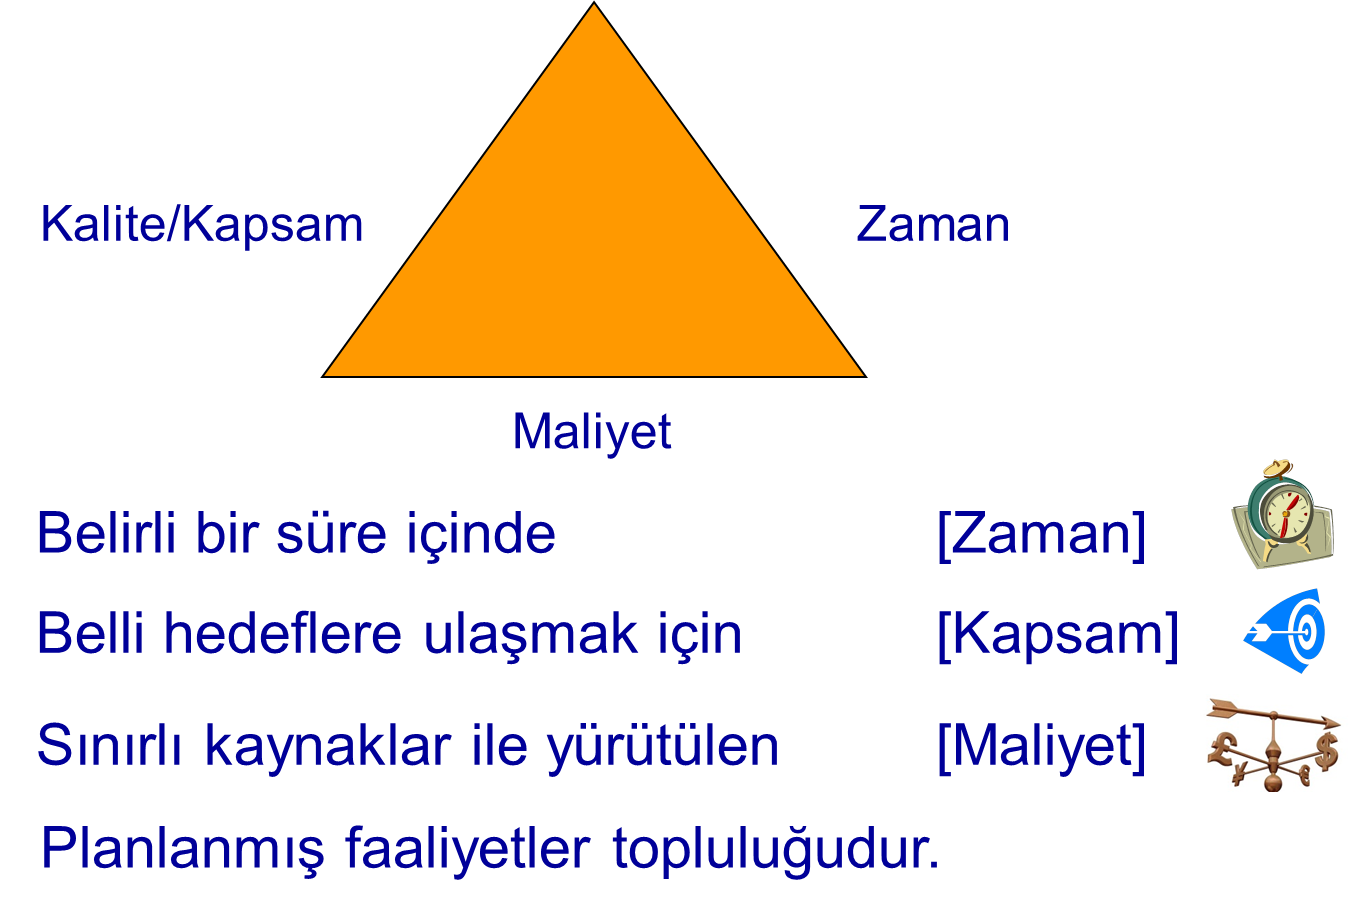 Kalite/Kapsam Zaman
Maliyet
Belirli bir süre içinde [Zaman]
Belli hedeflere ulaşmak için [Kapsam]
Sınırlı kaynaklar ile yürütülen [Maliyet]
Planlanmış faaliyetler topluluğudur.